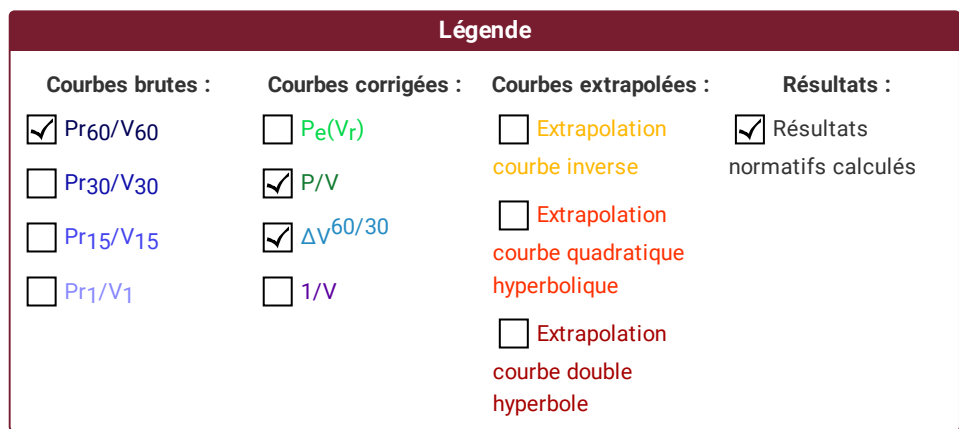 Légende
Courbes brutes :
Pr60/V60
Pr30/V30
Pr15/V15
Pr1/V1
Courbes corrigées :
Pe(Vr)
P/V
ΔV60/30
1/V
Courbes extrapolées :
Extrapolation
courbe inverse
Extrapolation
courbe quadratique
hyperbolique
Extrapolation
courbe double
hyperbole
Résultats :
Résultats
normatifs calculés